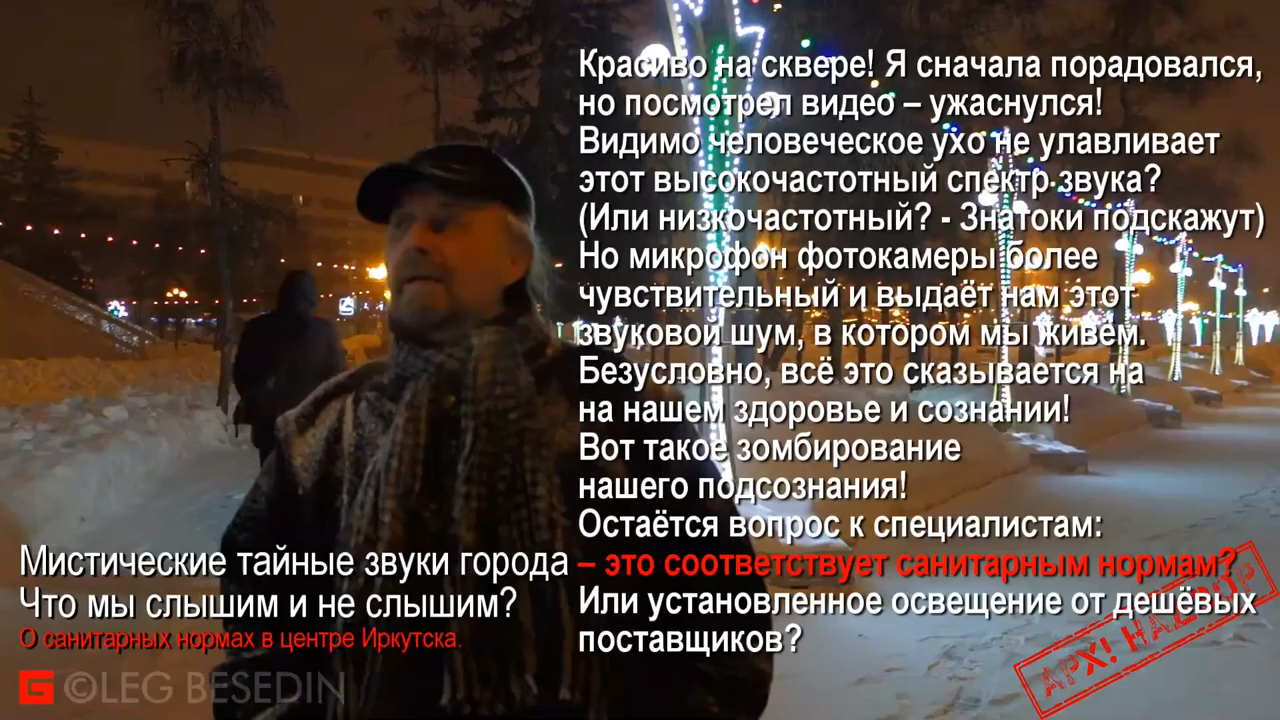 Красиво на сквере! Я сначала порадовался,
но посмотрел видео – ужаснулся!
Видимо человеческое ухо не улавливает
этот высокочастотный спектр звука?
(Или низкочастотный? - Знатоки подскажут)
Но микрофон фотокамеры более
чувствительный и выдаёт нам этот
звуковой шум, в котором мы живём.
Безусловно, всё это сказывается на
на нашем здоровье и сознании!
Вот такое зомбирование
нашего подсознания!
Остаётся вопрос к специалистам:
– это соответствует санитарным нормам?
Или установленное освещение от дешёвых
поставщиков?
Мистические тайные звуки города
Что мы слышим и не слышим?
О санитарных нормах в центре Иркутска.
©LEG BESEDIN
АРХ! НАДЗОР